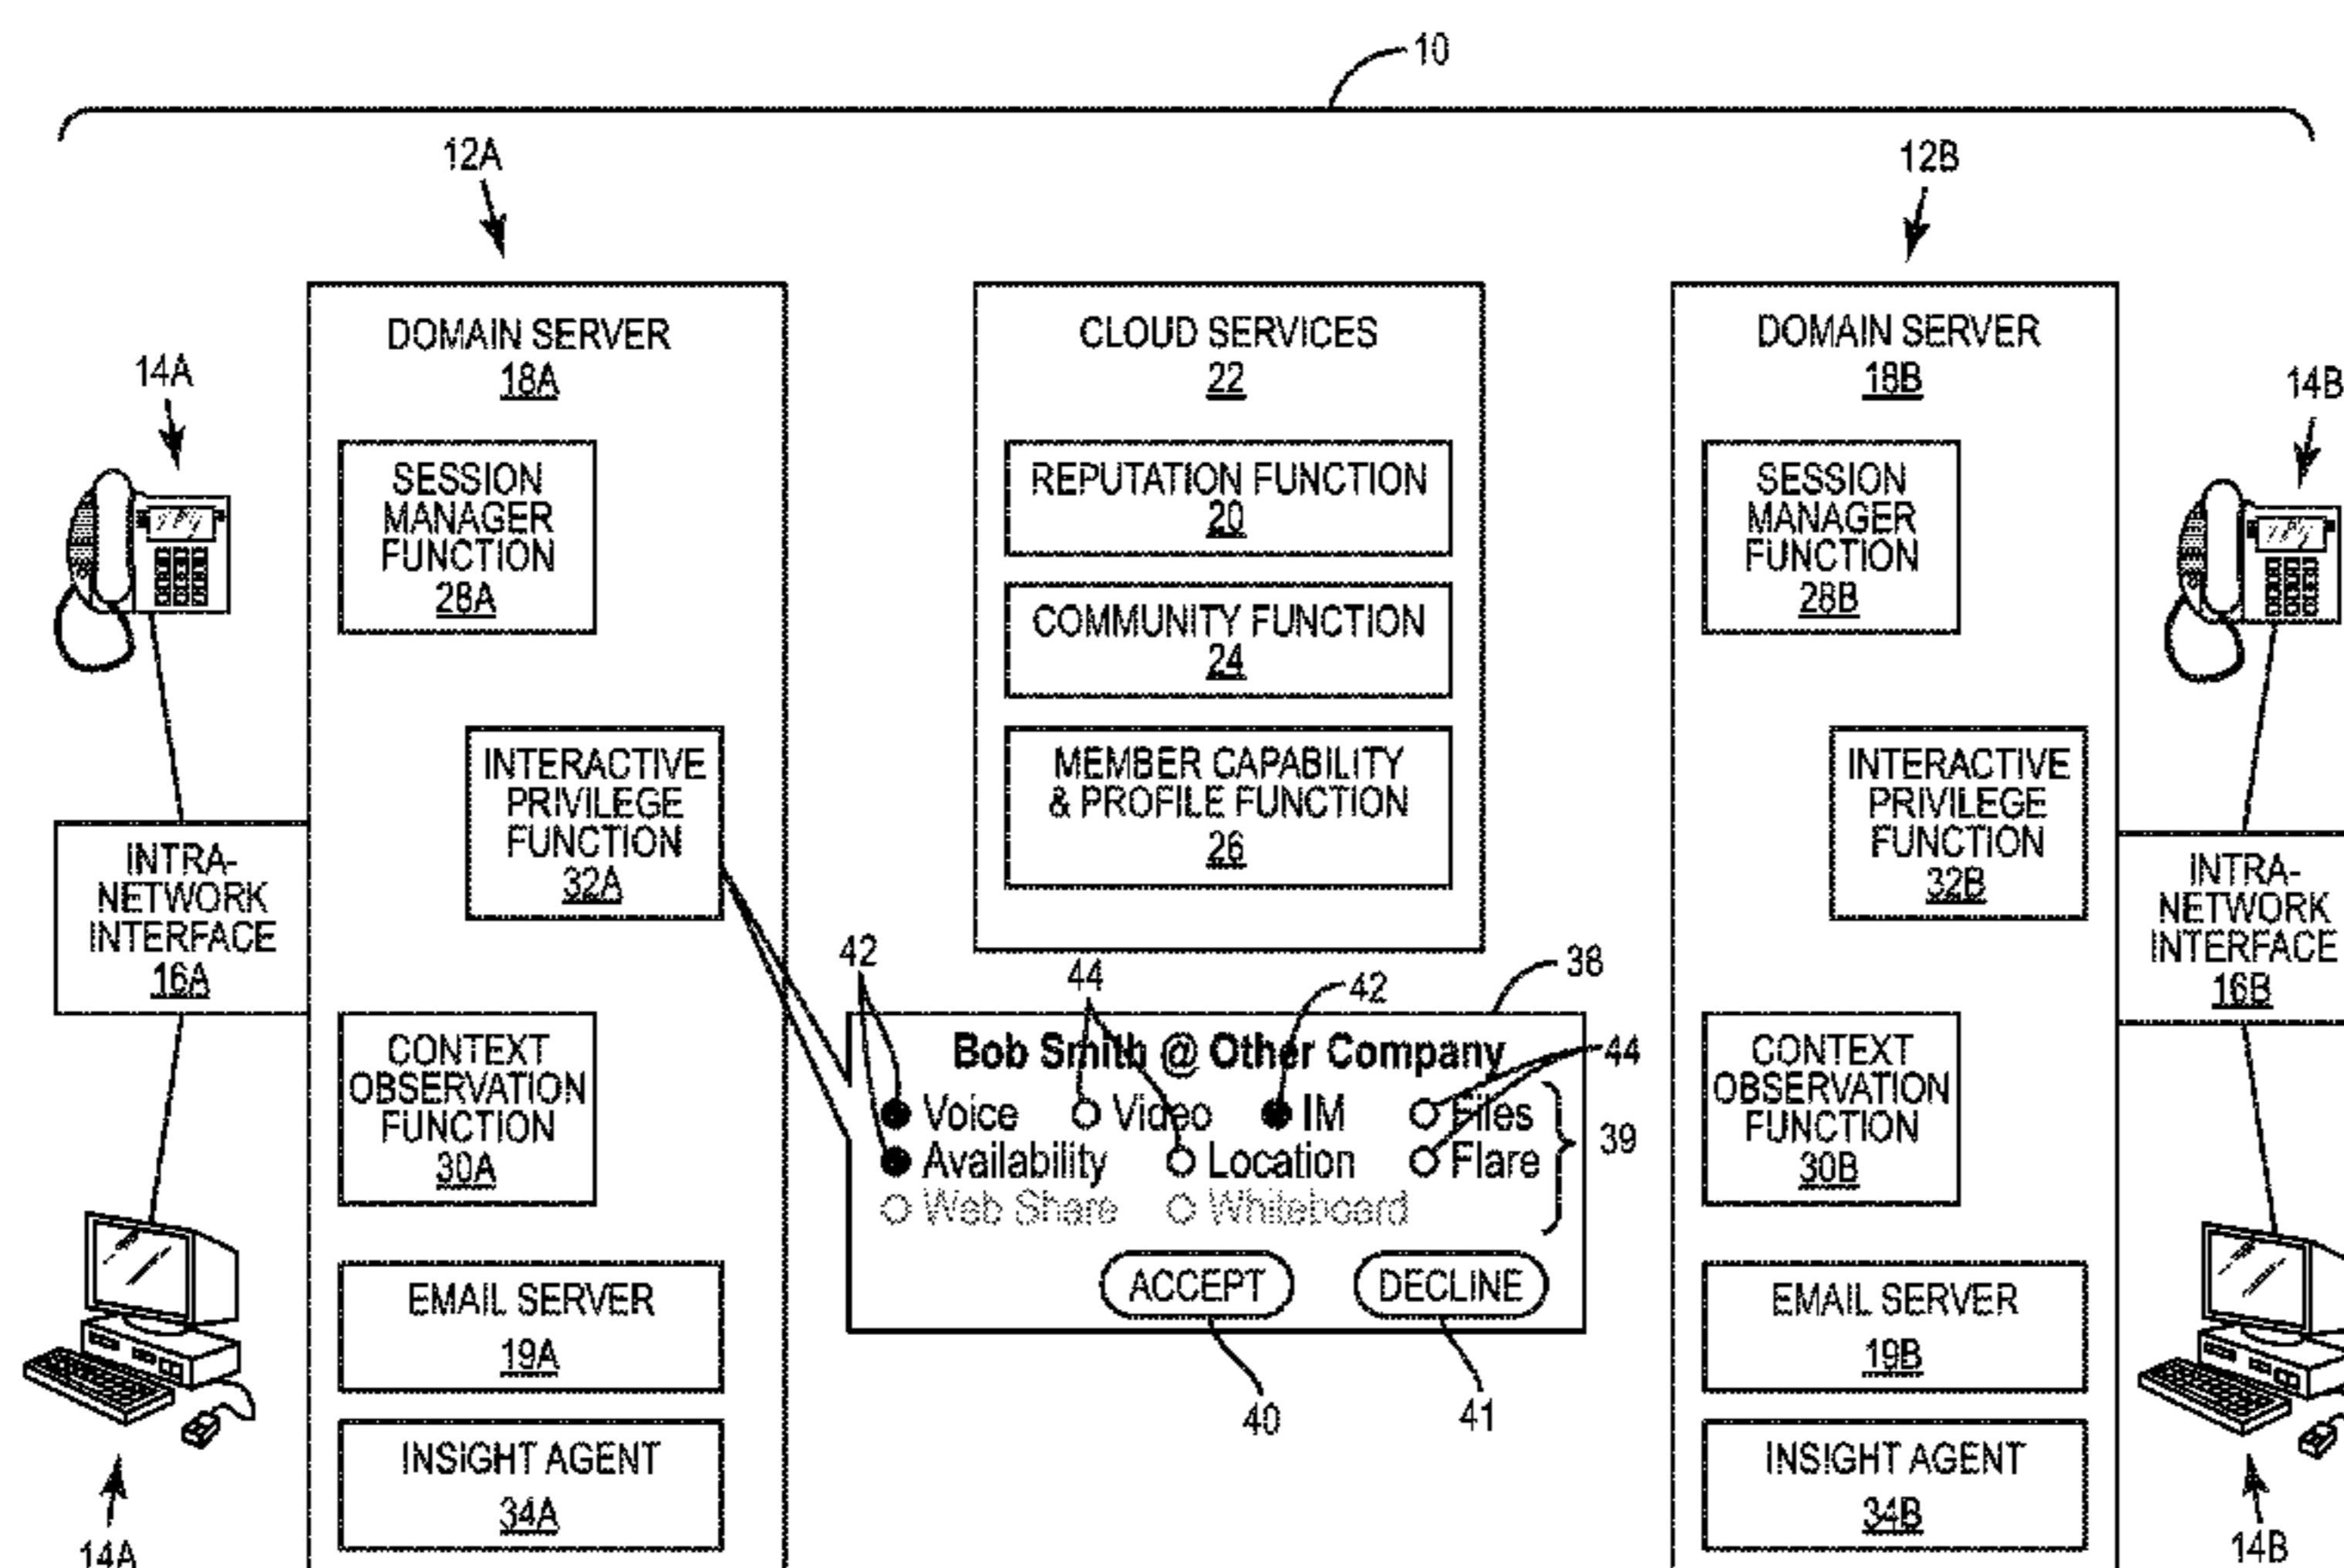 10
12A
12B
DOMAIN SERVER
18A
CLOUD SERVICES
22
DOMAIN SERVER
18B
14A
14B
SESSION
MANAGER
FUNCTION
28A
REPUTATION FUNCTION
20
SESSION
MANAGER
FUNCTION
28B
COMMUNITY FUNCTION
24
INTERACTIVE
PRIVILEGE
FUNCTION
32A
MEMBER CAPABILITY
& PROFILE FUNCTION
26
INTERACTIVE
PRIVILEGE
FUNCTION
32B
INTRA-
NETWORK
INTERFACE
16A
INTRA-
NETWORK
INTERFACE
16B
42
44
42
38
CONTEXT
OBSERVATION
FUNCTION
30A
Bob Smith @ Other Company
44
Voice Video IM Files
Availability Location Flare
Web Share Whiteboard
39
CONTEXT
OBSERVATION
FUNCTION
30B
ACCEPT DECLINE
40
41
EMAIL SERVER
19A
EMAIL SERVER
19B
INSIGHT AGENT
34A
INSIGHT AGENT
34B
14A
14B